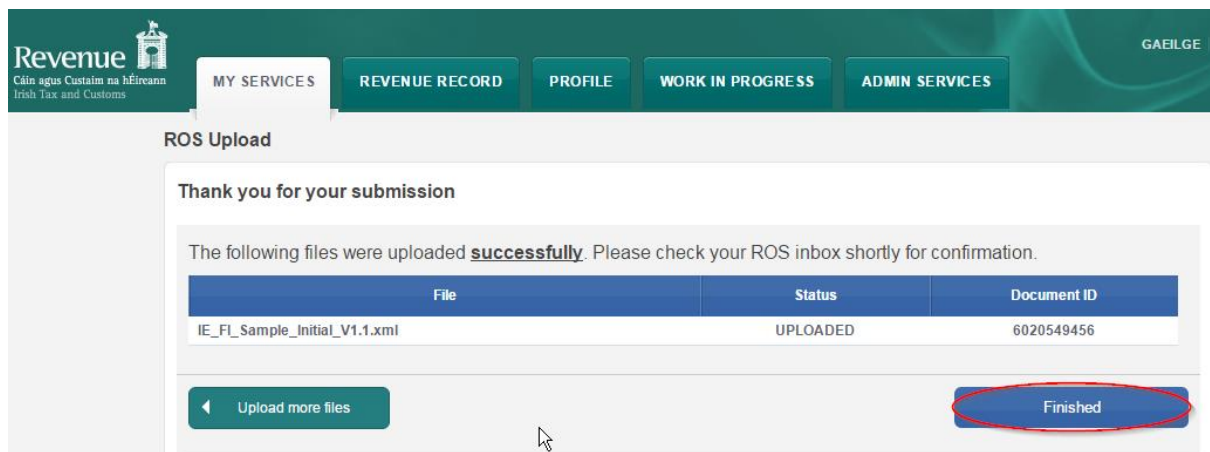 GAEILGE
Revenue
Cáin agus Custaim na hÉireann
Irish Tax and Customs
MY SERVICES REVENUE RECORD PROFILE WORK IN PROGRESS ADMIN SERVICES
ROS Upload
Thank you for your submission
The following files were uploaded successfully. Please check your ROS inbox shortly for confirmation.
File Status Document ID
IE_FI_Sample_Initial_V1.1.xml UPLOADED 6020549456
Upload more files Finished